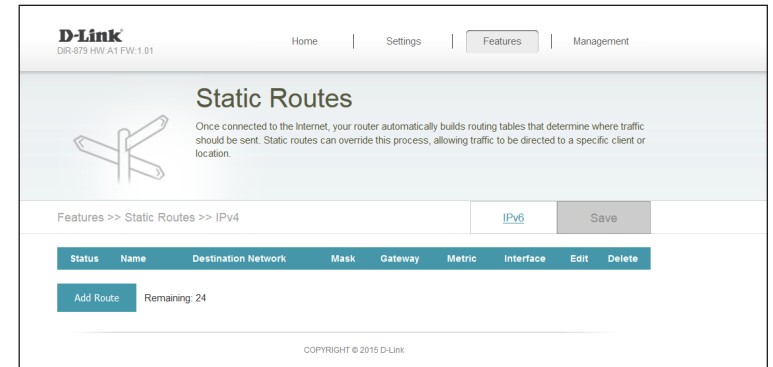 D-Link
DIR-879 HW:A1 FW:1.01
Home
Settings
Features
Management
Static Routes
Once connected to the Internet, your router automatically builds routing tables that determine where traffic
should be sent. Static routes can override this process, allowing traffic to be directed to a specific client or
location.
Features >> Static Routes >> IPv4
IPv6
Save
Status Name Destination Network Mask Gateway Metric Interface Edit Delete
Add Route
Remaining: 24
COPYRIGHT © 2015 D-Link